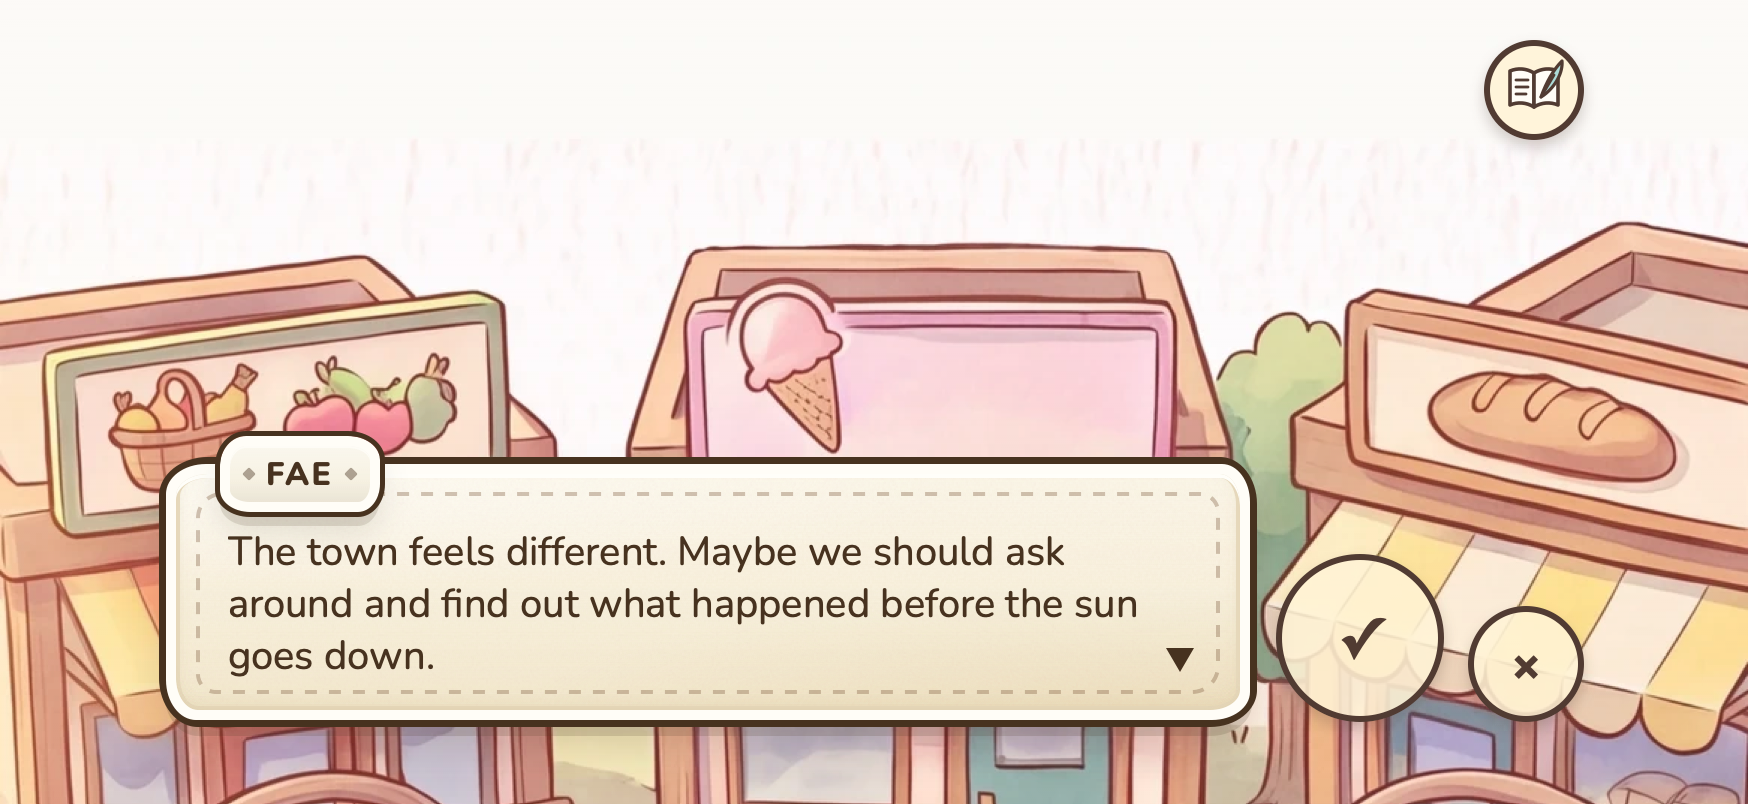 FAE
The town feels different. Maybe we should ask
around and find out what happened before the sun
goes down.